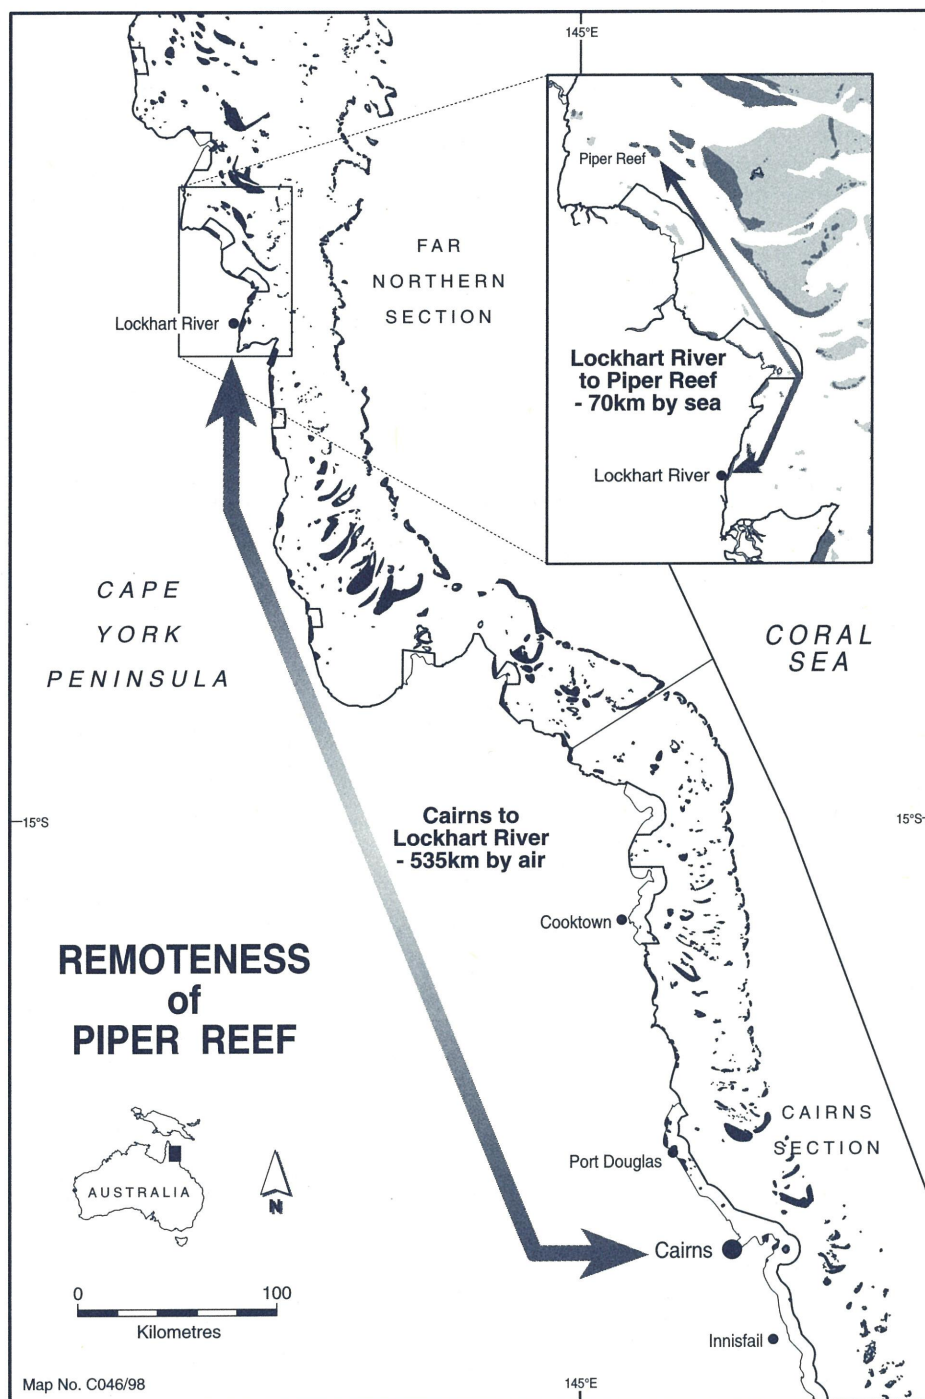 145°E
Piper Reef
FAR
NORTHERN
SECTION
Lockhart River
Lockhart River
to Piper Reef
- 70km by sea
Lockhart River
CAPE
YORK
PENINSULA
CORAL
SEA
15°S
15°S
Cairns to
Lockhart River
- 535km by air
Cooktown
REMOTENESS
of
PIPER REEF
CAIRNS
SECTION
Port Douglas
AUSTRALIA
N
Cairns
0 100
Kilometres
Innisfail
Map No. C046/98
145°E